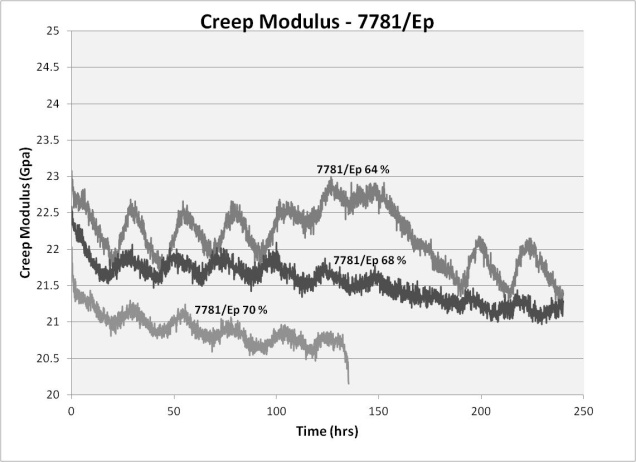 Creep Modulus - 7781/Ep
25
24.5
24
23.5
23
22.5
22
21.5
21
20.5
20
Creep Modulus (Gpa)
7781/Ep 64 %
7781/Ep 68 %
7781/Ep 70 %
0 50 100 150 200 250
Time (hrs)